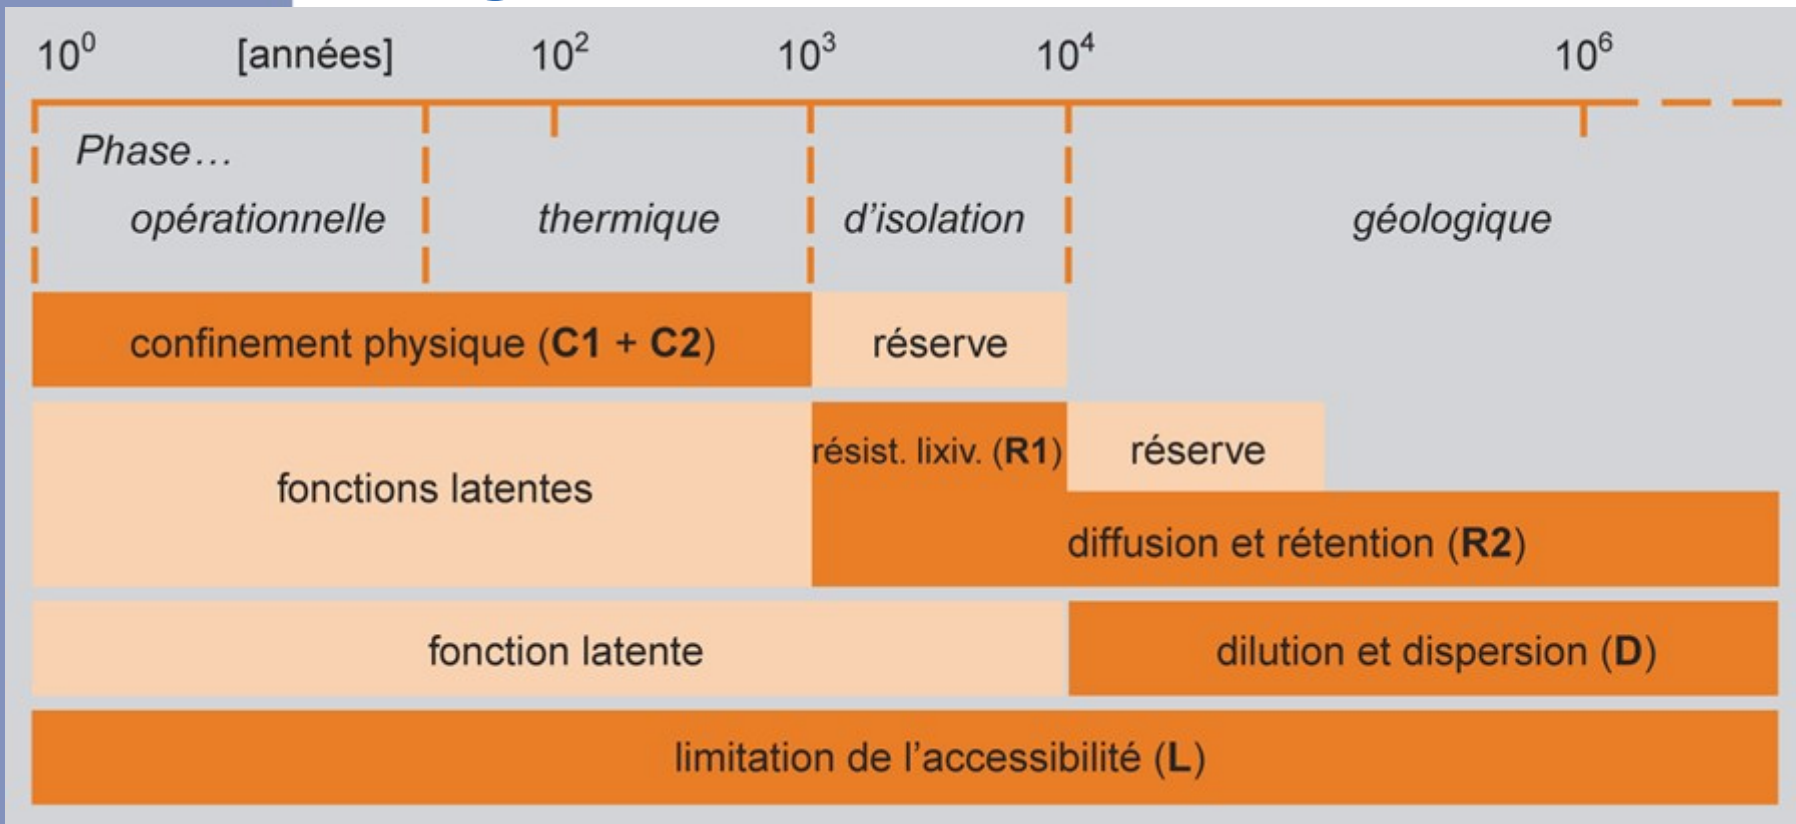 10⁰ [années] 10² 10³ 10⁴ 10⁶
Phase…
opérationnelle thermique d’isolation géologique
confinement physique (C1 + C2) réserve
résist. lixiv. (R1) réserve
fonctions latentes
diffusion et rétention (R2)
fonction latente dilution et dispersion (D)
limitation de l’accessibilité (L)